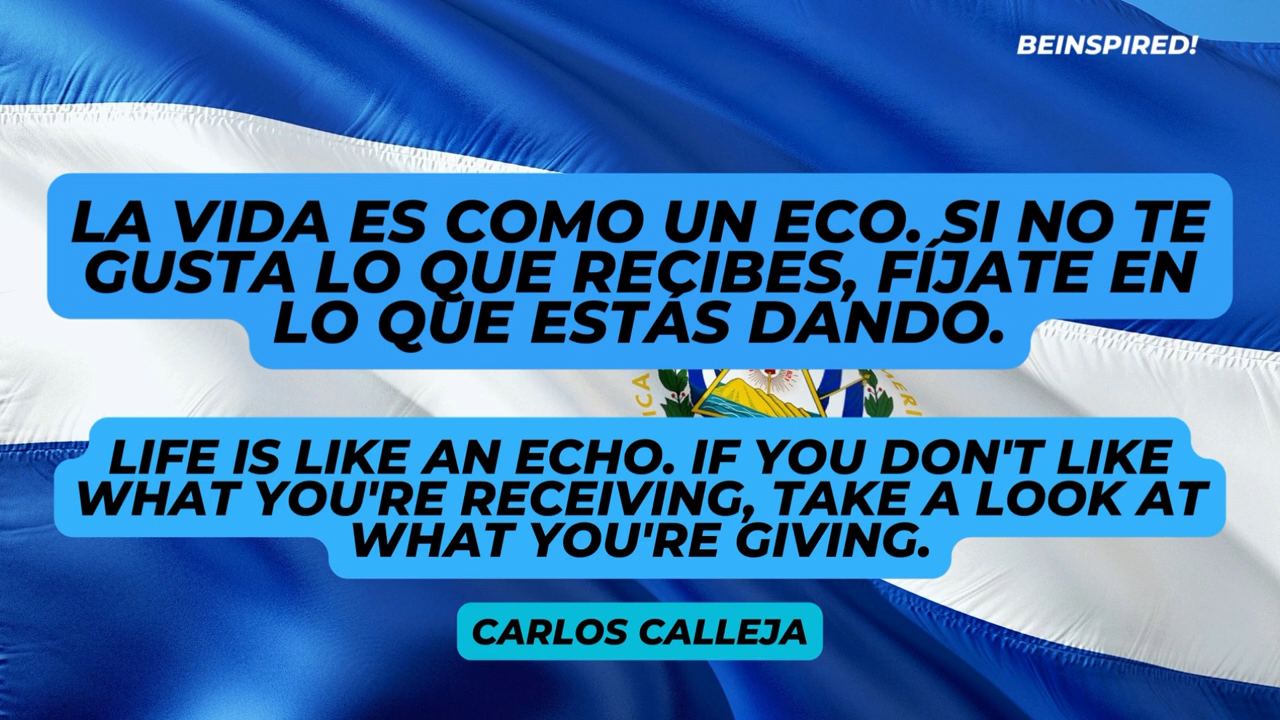 BEINSPIRED!
LA VIDA ES COMO UN ECO. SI NO TE
GUSTA LO QUE RECIBES, FÍJATE EN
LO QUE ESTÁS DANDO.
LIFE IS LIKE AN ECHO. IF YOU DON'T LIKE
WHAT YOU'RE RECEIVING, TAKE A LOOK AT
WHAT YOU'RE GIVING.
CARLOS CALLEJA